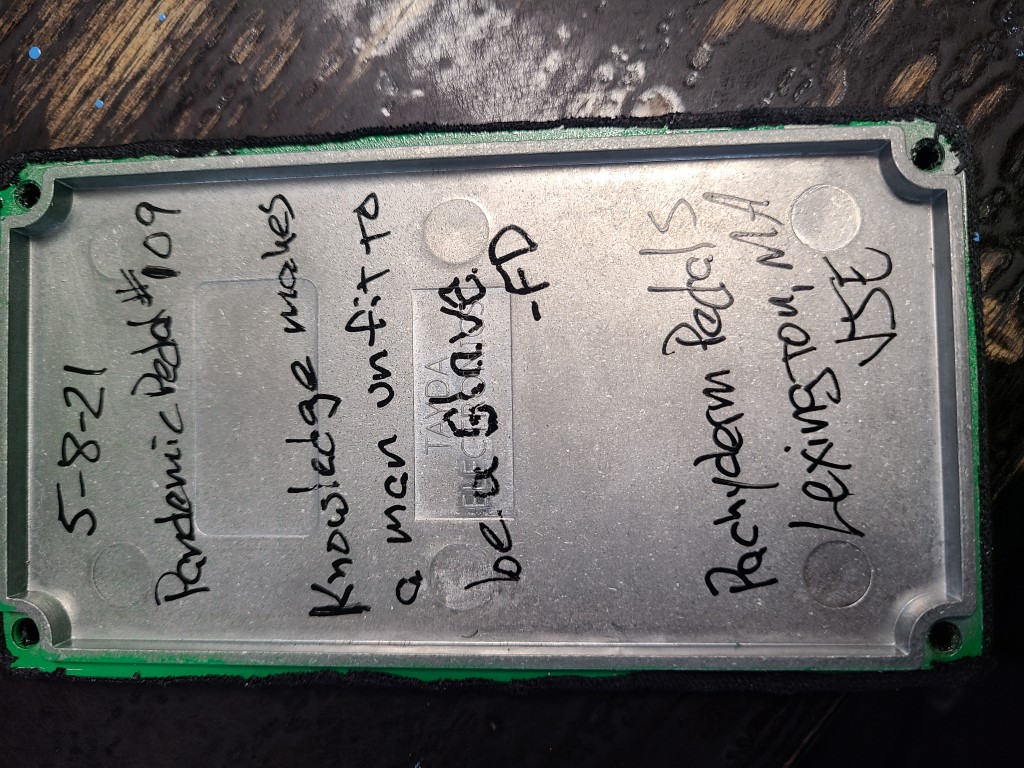 5-8-21
Pandemic Pedal #109
Knowledge makes
a man unfit to
TAYDA
be a slave.
ELECTRONICS
-FD
Pachyderm Pedals
Lexington, MA
VJE